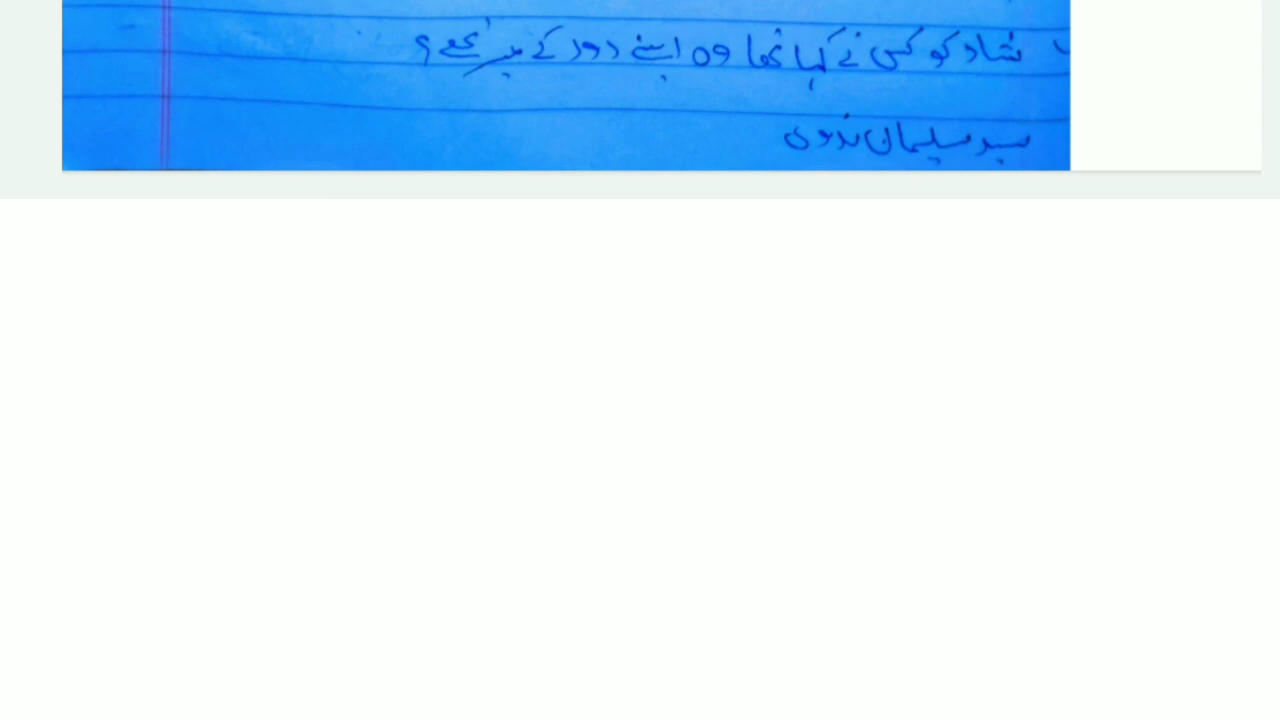 شاد کو کس نے کہا تھا وہ اپنے دور کے میر تھے؟
سید سلیمان ندوی